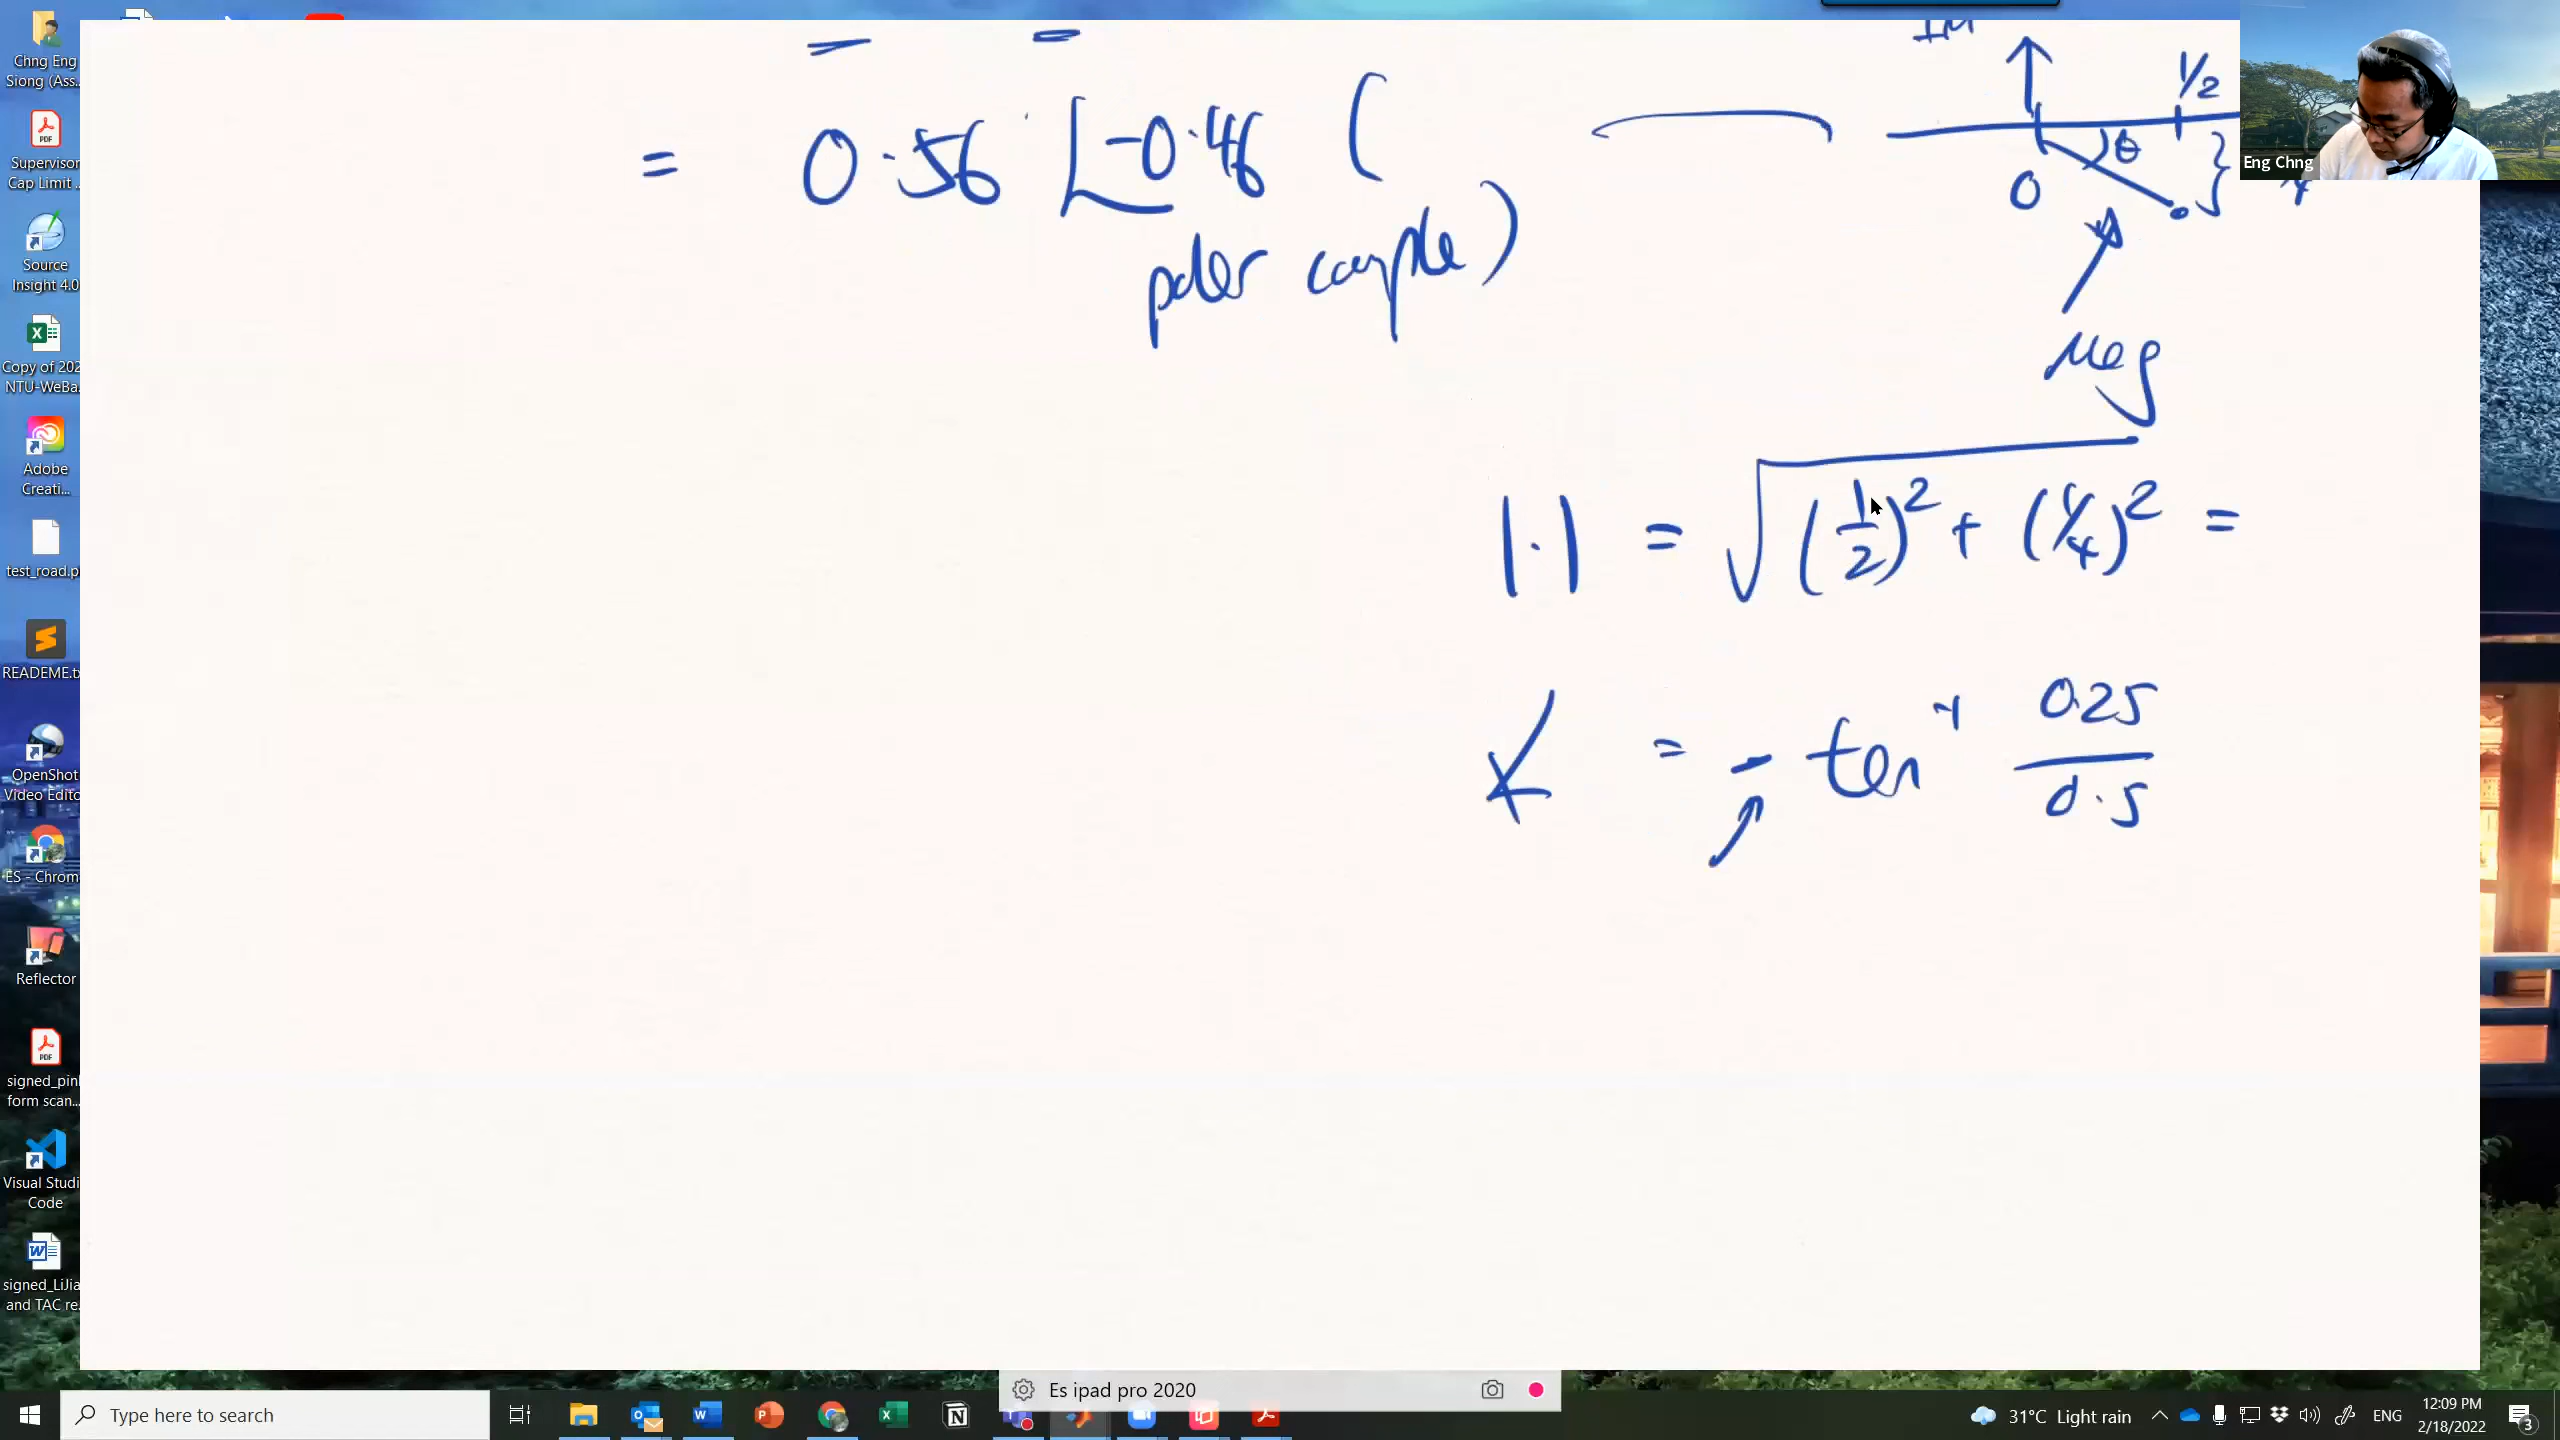 Chng Eng
Siong (Ass...
Supervisor
Cap Limit ...
Source
Insight 4.0
Copy of 202
NTU-WeBa...
Adobe
Creati...
test_road.p
READEME.t
OpenShot
Video Edito
ES - Chrom
Reflector
signed_pin
form scan...
Visual Studi
Code
signed_LiJia
and TAC re...
Im
1/2
= 0.56 ∠-0.46 (
polar couple)
0
θ
Eng Chng
neg
|·| = √(1/2)² + (1/4)² =
∠ = - tan⁻¹ 0.25/0.5
Es ipad pro 2020
Type here to search
31°C Light rain
ENG
12:09 PM
2/18/2022
3